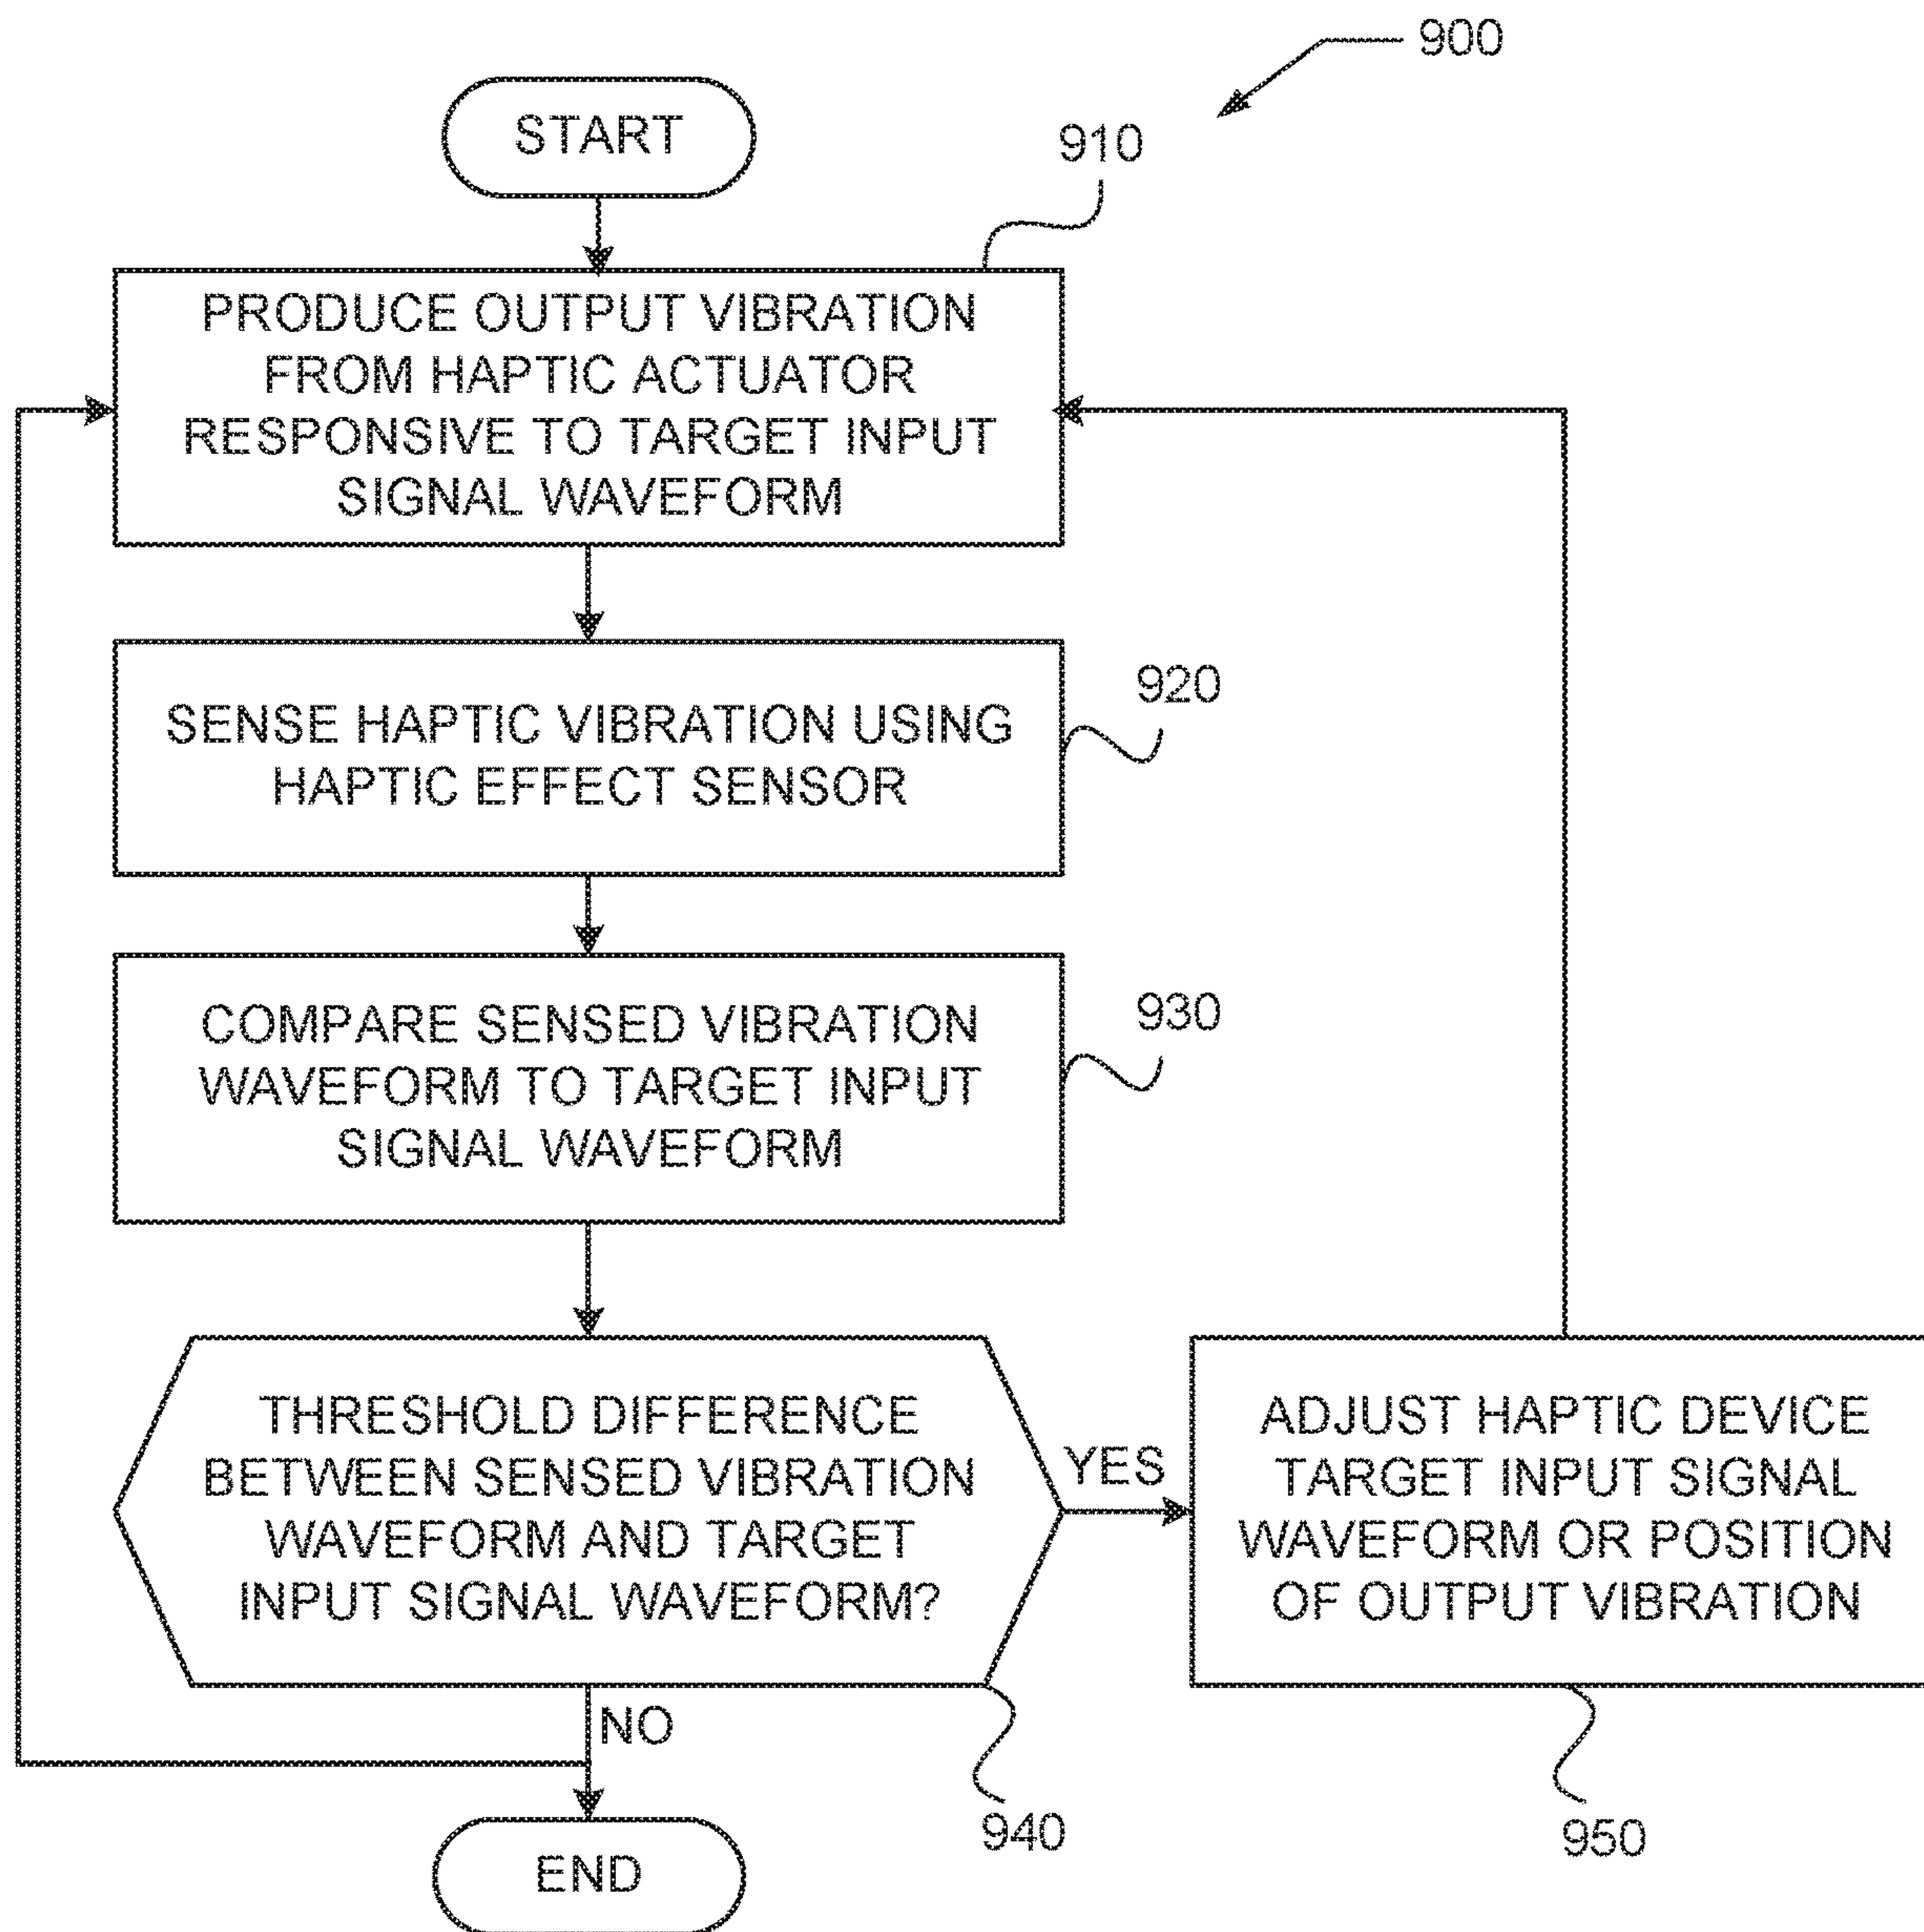 900
START
910
PRODUCE OUTPUT VIBRATION
FROM HAPTIC ACTUATOR
RESPONSIVE TO TARGET INPUT
SIGNAL WAVEFORM
920
SENSE HAPTIC VIBRATION USING
HAPTIC EFFECT SENSOR
930
COMPARE SENSED VIBRATION
WAVEFORM TO TARGET INPUT
SIGNAL WAVEFORM
THRESHOLD DIFFERENCE
BETWEEN SENSED VIBRATION
WAVEFORM AND TARGET
INPUT SIGNAL WAVEFORM?
YES
ADJUST HAPTIC DEVICE
TARGET INPUT SIGNAL
WAVEFORM OR POSITION
OF OUTPUT VIBRATION
NO
940
950
END